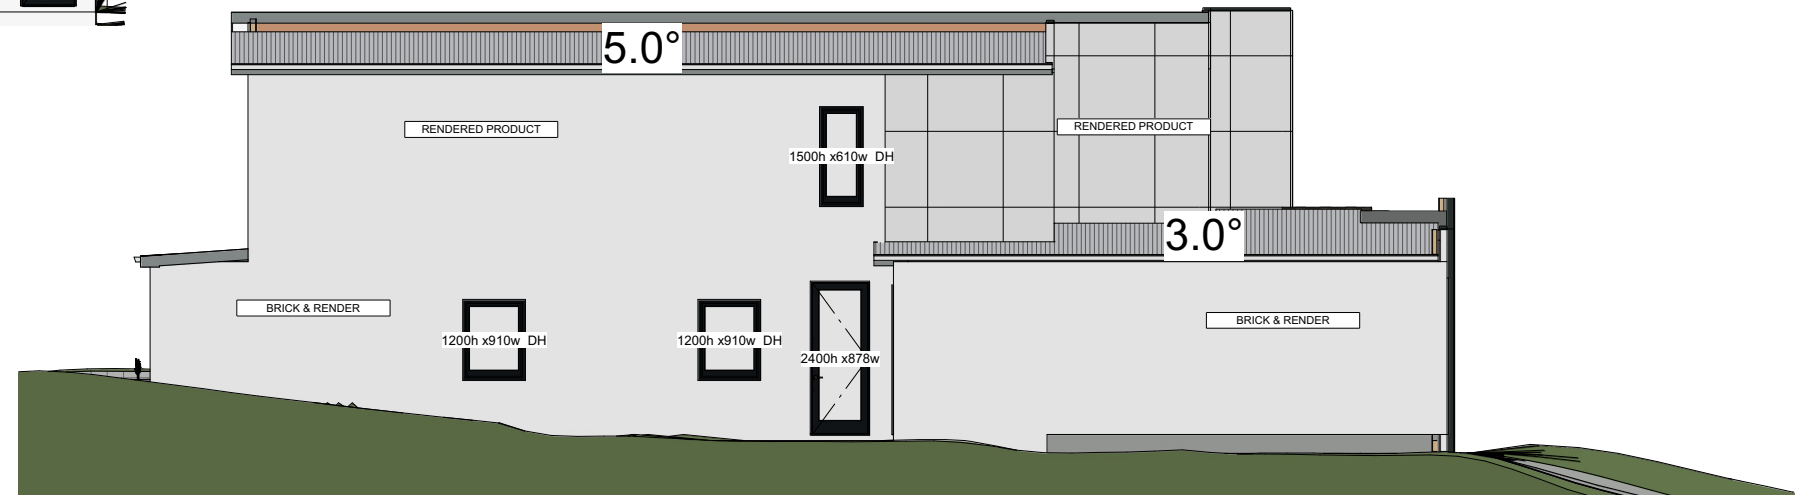 5.0°
RENDERED PRODUCT
RENDERED PRODUCT
1500h x610w DH
3.0°
BRICK & RENDER
BRICK & RENDER
1200h x910w DH
1200h x910w DH
2400h x878w